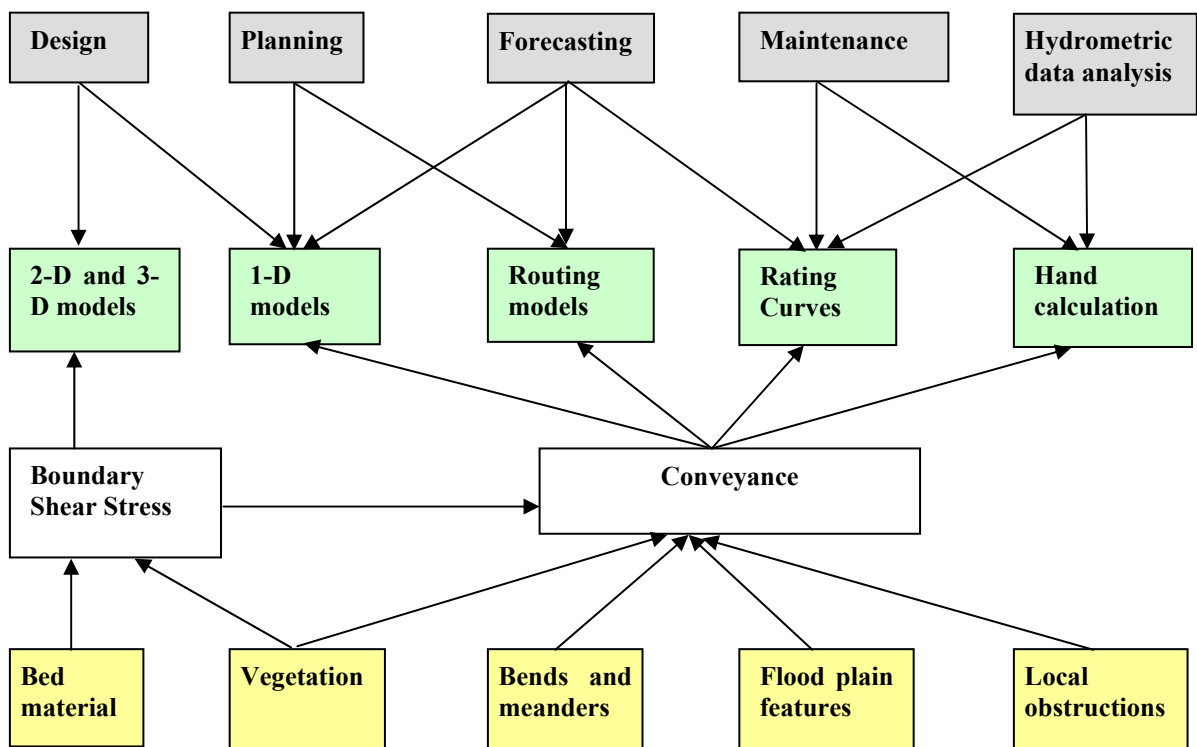 Design
Planning
Forecasting
Maintenance
Hydrometric
data analysis
2-D and 3-
D models
1-D
models
Routing
models
Rating
Curves
Hand
calculation
Boundary
Shear Stress
Conveyance
Bed
material
Vegetation
Bends and
meanders
Flood plain
features
Local
obstructions